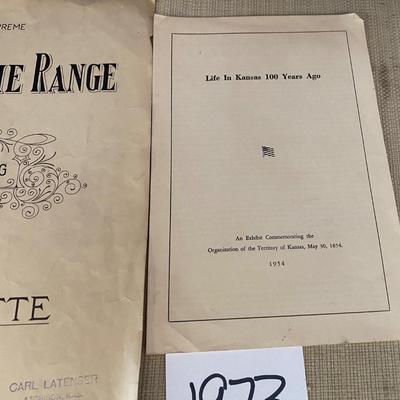 PREME
IE RANGE
G
TTE
CARL LATENSER
Life In Kansas 100 Years Ago
An Exhibit Commemorating the
Organization of the Territory of Kansas, May 30, 1854.
1954
1973